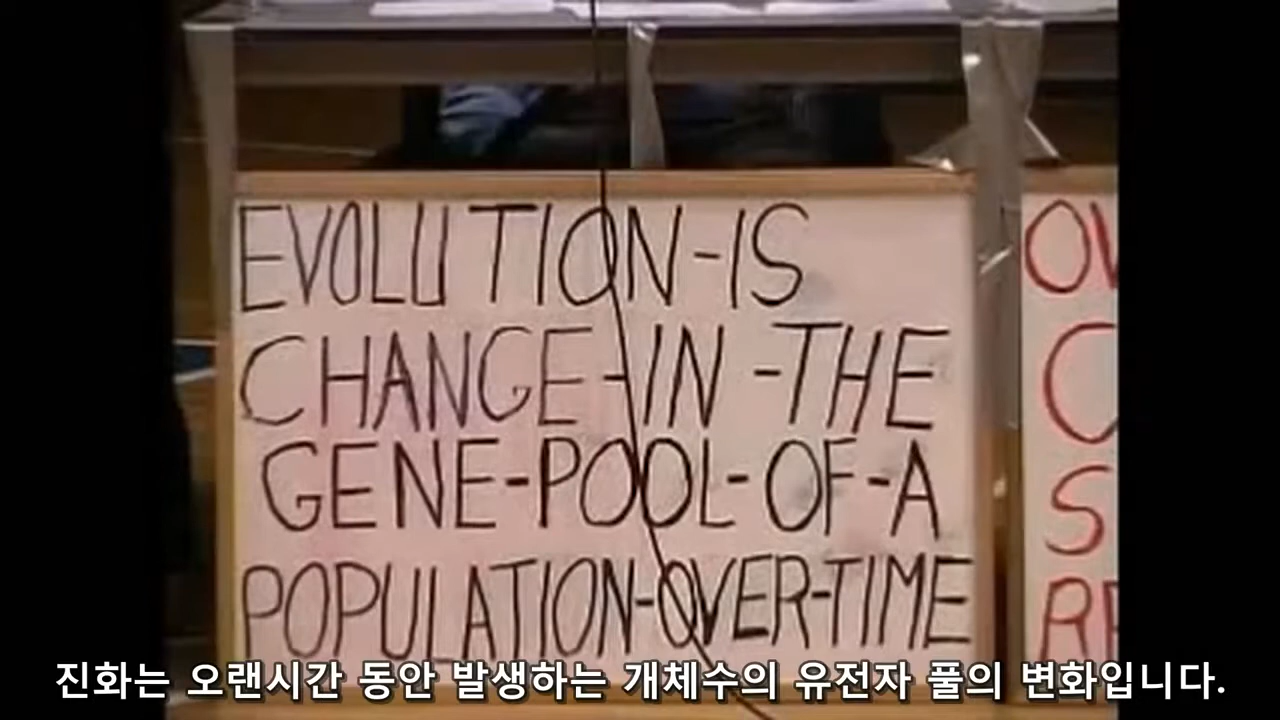 EVOLUTION-IS
CHANGE-IN-THE
GENE-POOL-OF-A
POPULATION-OVER-TIME
진화는 오랜시간 동안 발생하는 개체수의 유전자 풀의 변화입니다.